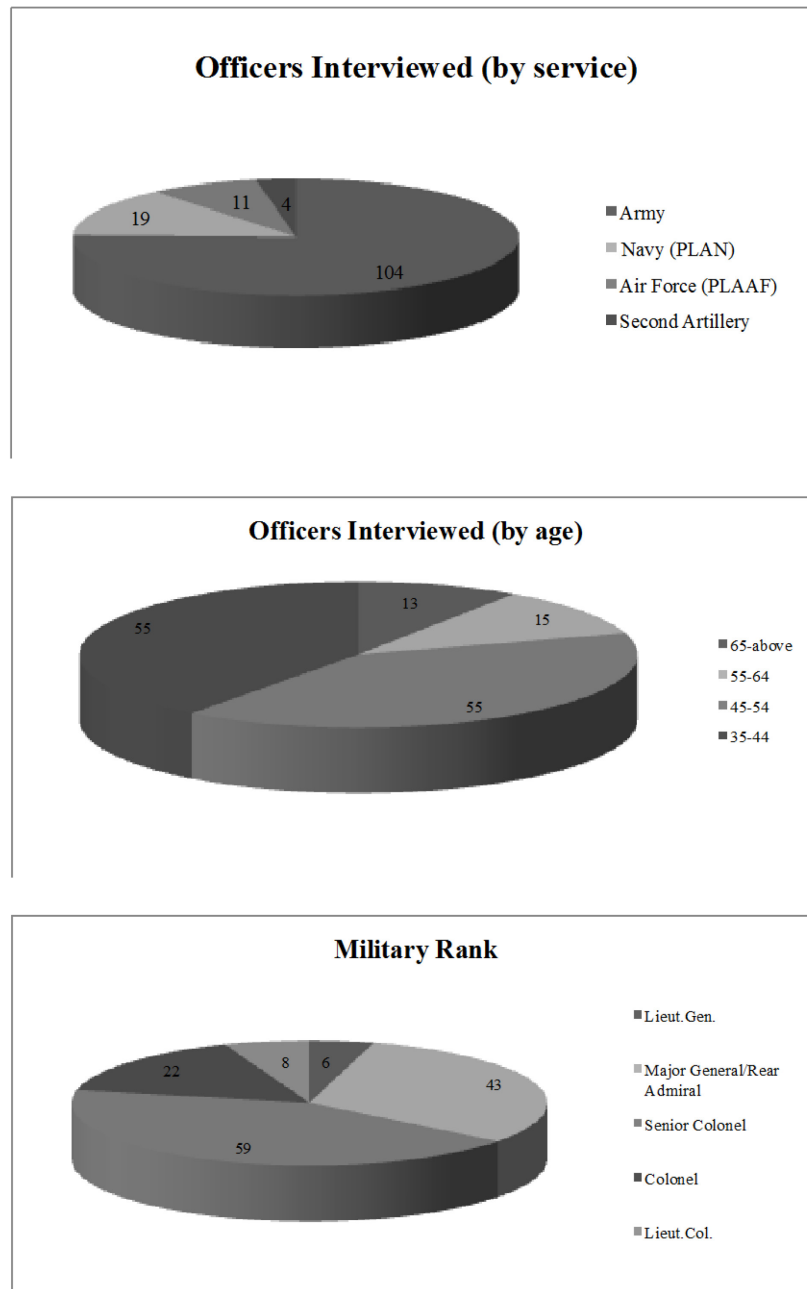 Officers Interviewed (by service)
11
4
19
104
Army
Navy (PLAN)
Air Force (PLAAF)
Second Artillery
Officers Interviewed (by age)
13
55
15
55
65-above
55-64
45-54
35-44
Military Rank
8
6
22
43
59
Lieut.Gen.
Major General/Rear
Admiral
Senior Colonel
Colonel
Lieut.Col.